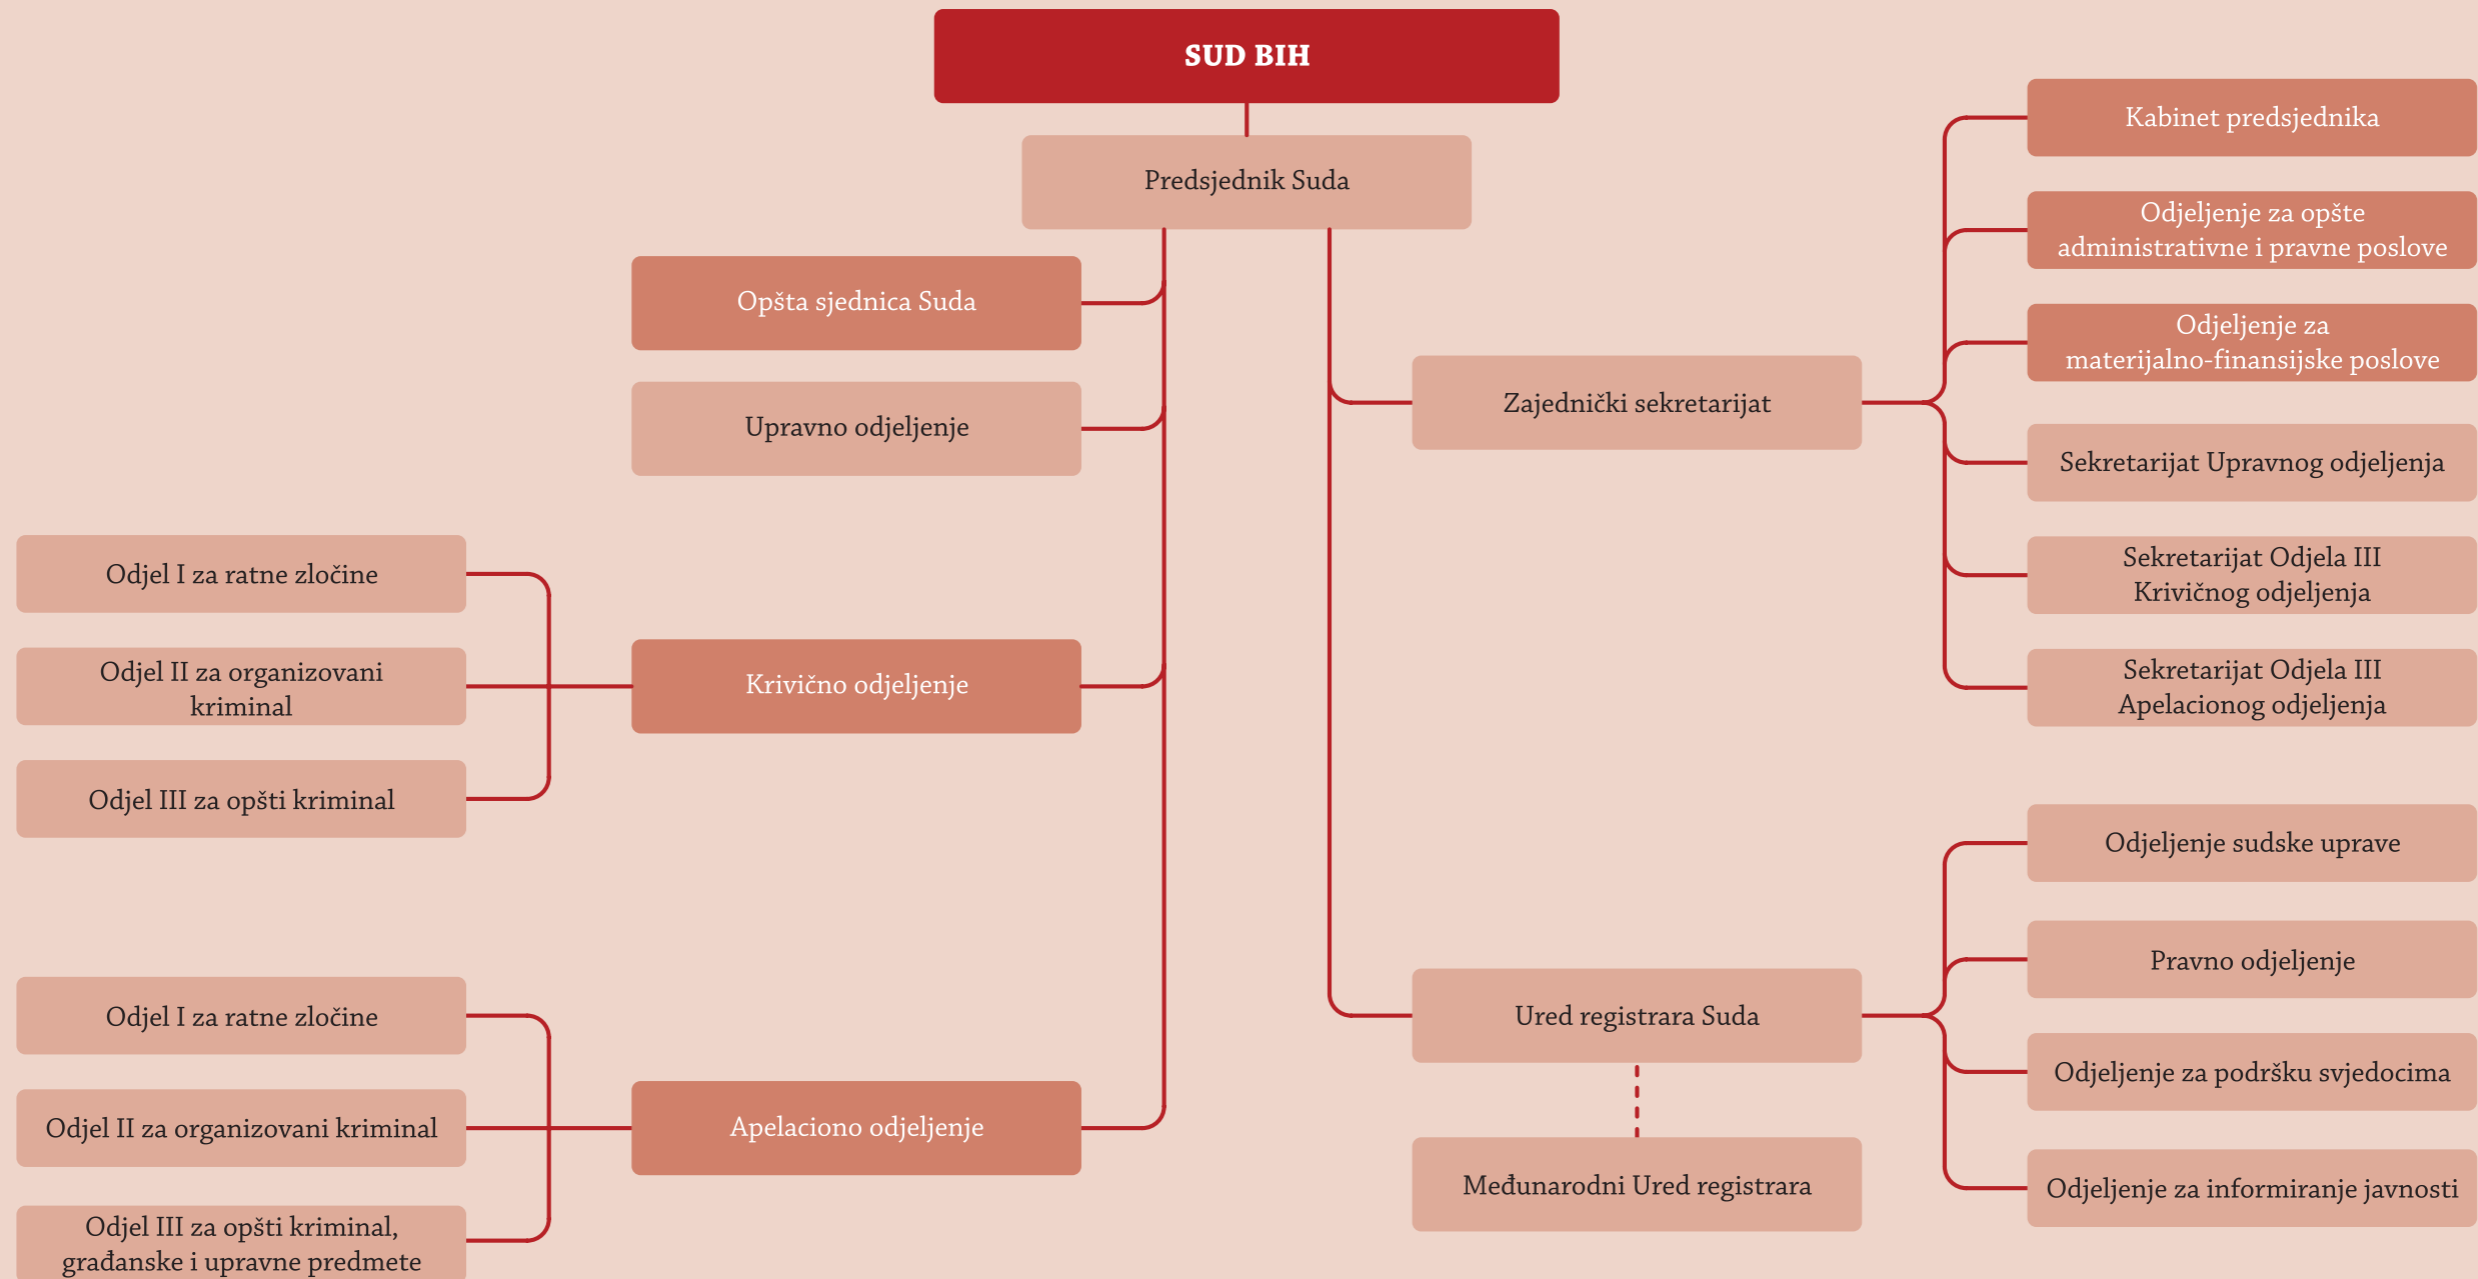 SUD BIH
Predsjednik Suda
Opšta sjednica Suda
Upravno odjeljenje
Krivično odjeljenje
Odjel I za ratne zločine
Odjel II za organizovani
kriminal
Odjel III za opšti kriminal
Apelaciono odjeljenje
Odjel I za ratne zločine
Odjel II za organizovani kriminal
Odjel III za opšti kriminal,
građanske i upravne predmete
Zajednički sekretarijat
Kabinet predsjednika
Odjeljenje za opšte
administrativne i pravne poslove
Odjeljenje za
materijalno-finansijske poslove
Sekretarijat Upravnog odjeljenja
Sekretarijat Odjela III
Krivičnog odjeljenja
Sekretarijat Odjela III
Apelacionog odjeljenja
Ured registrara Suda
Međunarodni Ured registrara
Odjeljenje sudske uprave
Pravno odjeljenje
Odjeljenje za podršku svjedocima
Odjeljenje za informiranje javnosti